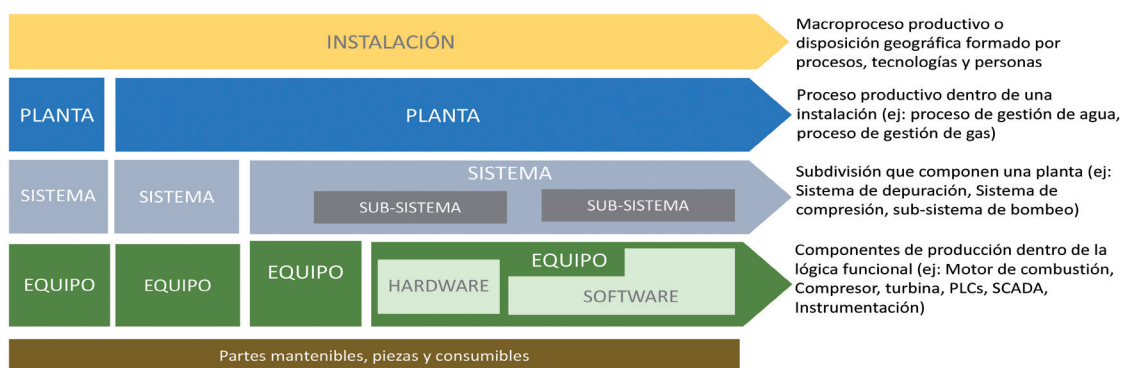 INSTALACIÓN
Macroproceso productivo o
disposición geográfica formado por
procesos, tecnologías y personas
PLANTA
PLANTA
Proceso productivo dentro de una
instalación (ej: proceso de gestión de agua,
proceso de gestión de gas)
SISTEMA
SISTEMA
SISTEMA
SUB-SISTEMA
SUB-SISTEMA
Subdivisión que componen una planta (ej:
Sistema de depuración, Sistema de
compresión, sub-sistema de bombeo)
EQUIPO
EQUIPO
EQUIPO
EQUIPO
HARDWARE
SOFTWARE
Componentes de producción dentro de la
lógica funcional (ej: Motor de combustión,
Compresor, turbina, PLCs, SCADA,
Instrumentación)
Partes mantenibles, piezas y consumibles